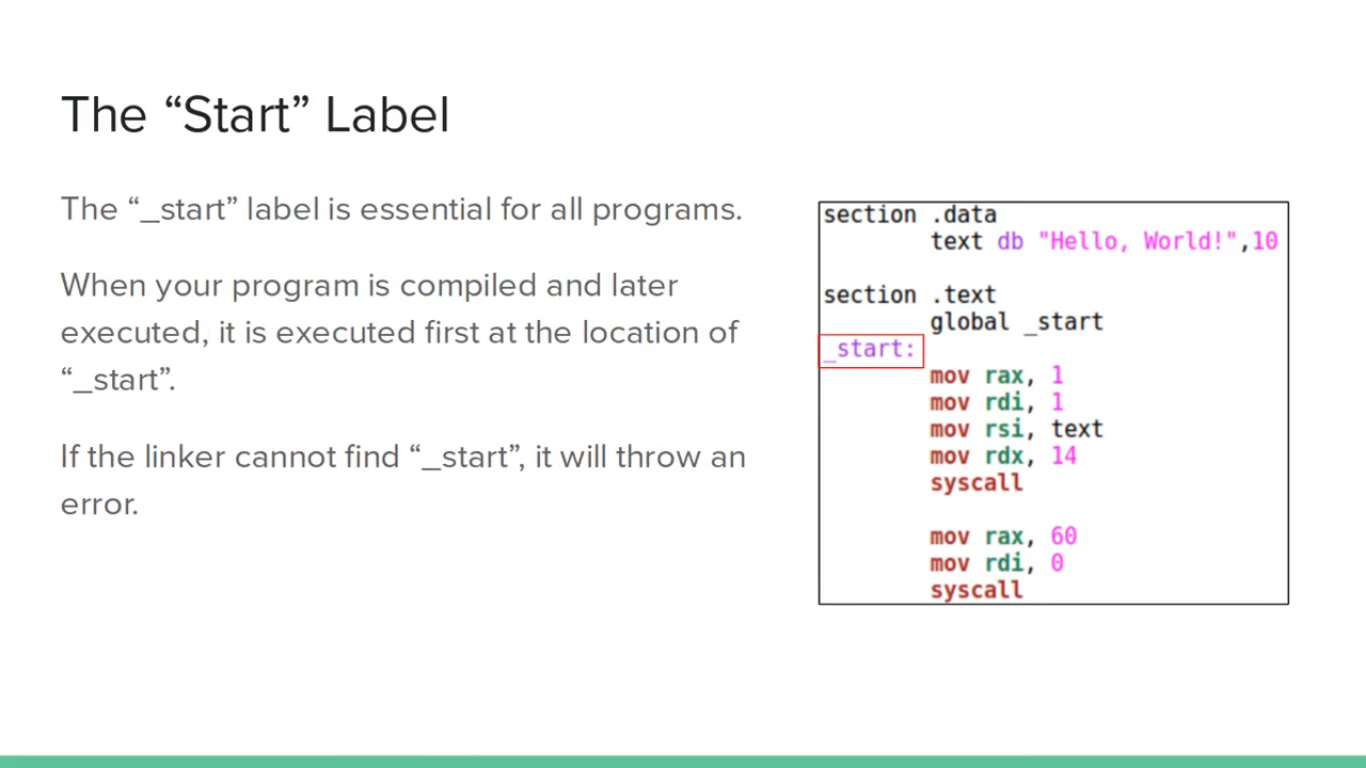 The “Start” Label
The “_start” label is essential for all programs.
When your program is compiled and later
executed, it is executed first at the location of
“_start”.
If the linker cannot find “_start”, it will throw an
error.
section .data
        text db "Hello, World!",10

section .text
        global _start
_start:
        mov rax, 1
        mov rdi, 1
        mov rsi, text
        mov rdx, 14
        syscall

        mov rax, 60
        mov rdi, 0
        syscall